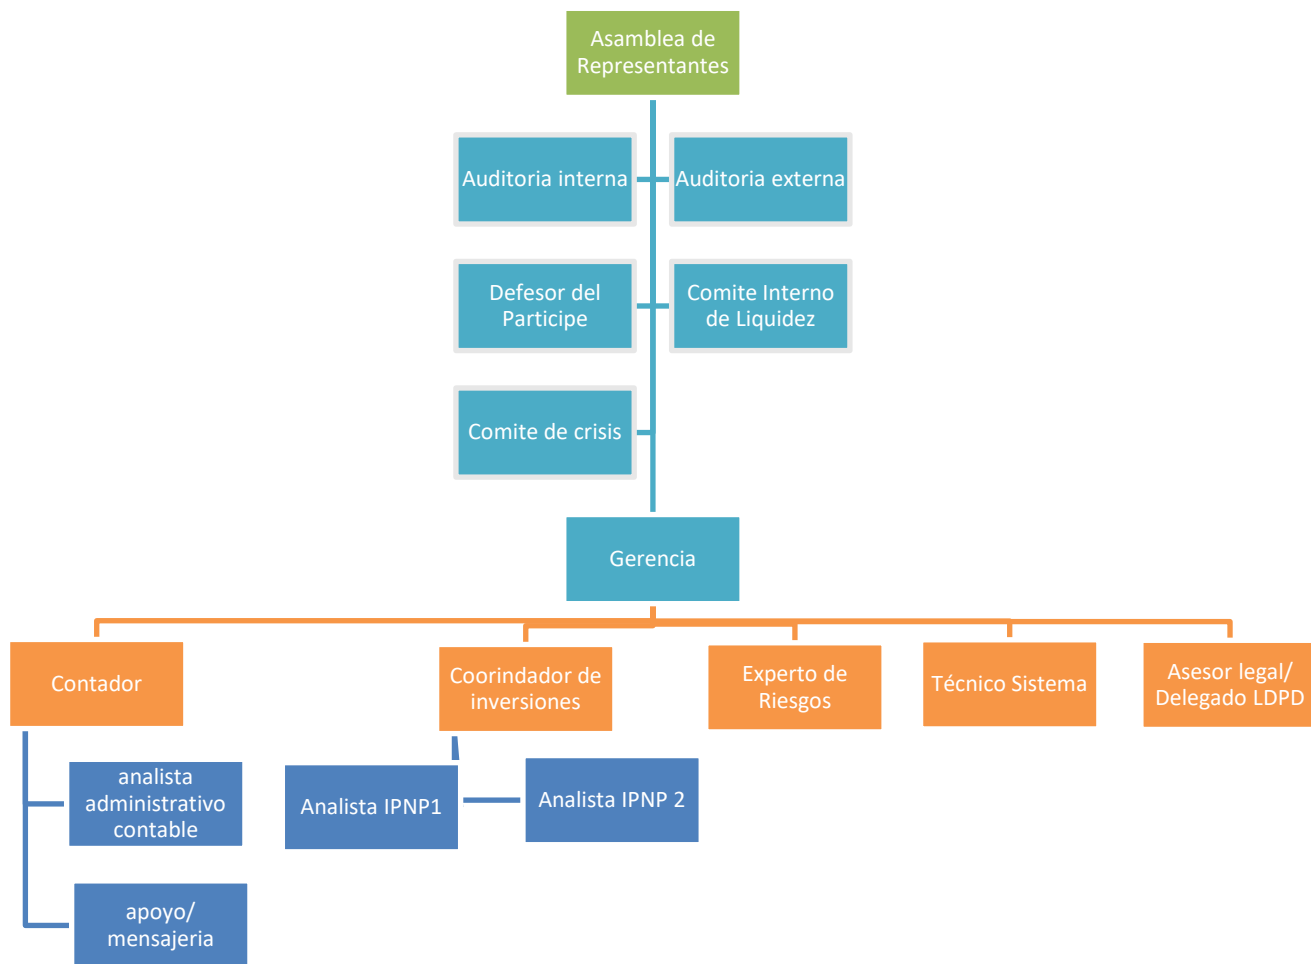 Asamblea de
Representantes
Auditoria interna
Auditoria externa
Defesor del
Participe
Comite Interno
de Liquidez
Comite de crisis
Gerencia
Contador
Coorindador de
inversiones
Experto de
Riesgos
Técnico Sistema
Asesor legal/
Delegado LDPD
analista
administrativo
contable
Analista IPNP1
Analista IPNP 2
apoyo/
mensajeria